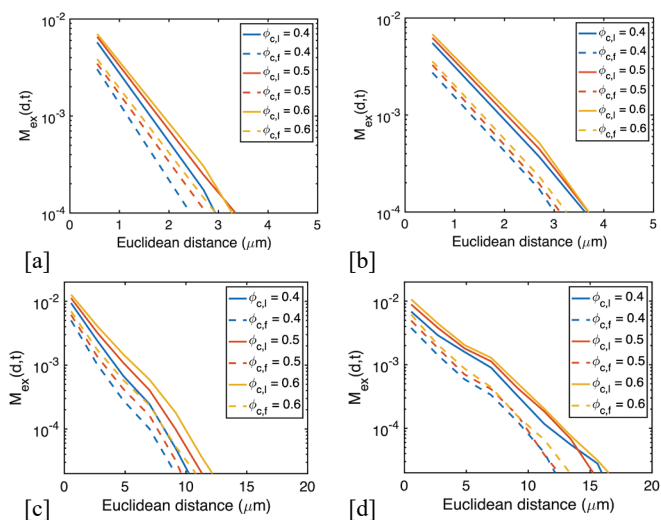 10⁻²
10⁻³
10⁻⁴
M_ex(d,t)
0 1 2 3 4 5
Euclidean distance (μm)
ϕ_c,l = 0.4
ϕ_c,f = 0.4
ϕ_c,l = 0.5
ϕ_c,f = 0.5
ϕ_c,l = 0.6
ϕ_c,f = 0.6
[a]
10⁻²
10⁻³
10⁻⁴
M_ex(d,t)
0 1 2 3 4 5
Euclidean distance (μm)
ϕ_c,l = 0.4
ϕ_c,f = 0.4
ϕ_c,l = 0.5
ϕ_c,f = 0.5
ϕ_c,l = 0.6
ϕ_c,f = 0.6
[b]
10⁻²
10⁻³
10⁻⁴
M_ex(d,t)
0 5 10 15 20
Euclidean distance (μm)
ϕ_c,l = 0.4
ϕ_c,f = 0.4
ϕ_c,l = 0.5
ϕ_c,f = 0.5
ϕ_c,l = 0.6
ϕ_c,f = 0.6
[c]
10⁻²
10⁻³
10⁻⁴
M_ex(d,t)
0 5 10 15 20
Euclidean distance (μm)
ϕ_c,l = 0.4
ϕ_c,f = 0.4
ϕ_c,l = 0.5
ϕ_c,f = 0.5
ϕ_c,l = 0.6
ϕ_c,f = 0.6
[d]